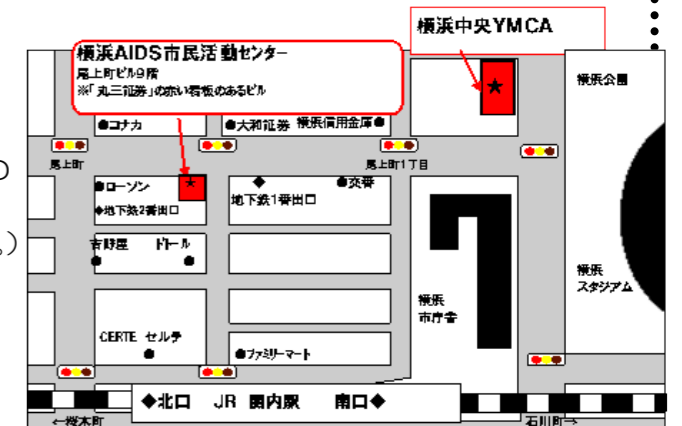 横浜中央YMCA
横浜AIDS市民活動センター
尾上町ビル9階
※「丸三証券」の赤い看板のあるビル
横浜公園
●コナカ
●大和証券 横浜信用金庫●
尾上町
尾上町1丁目
の
●ローソン
◆地下鉄2番出口
地下鉄1番出口
●交番
。)
吉野屋 ドトール
横浜
スタジアム
横浜
市庁舎
CERTE セルテ
●ファミリーマート
◆北口 JR 関内駅 南口◆
←桜木町
石川町→